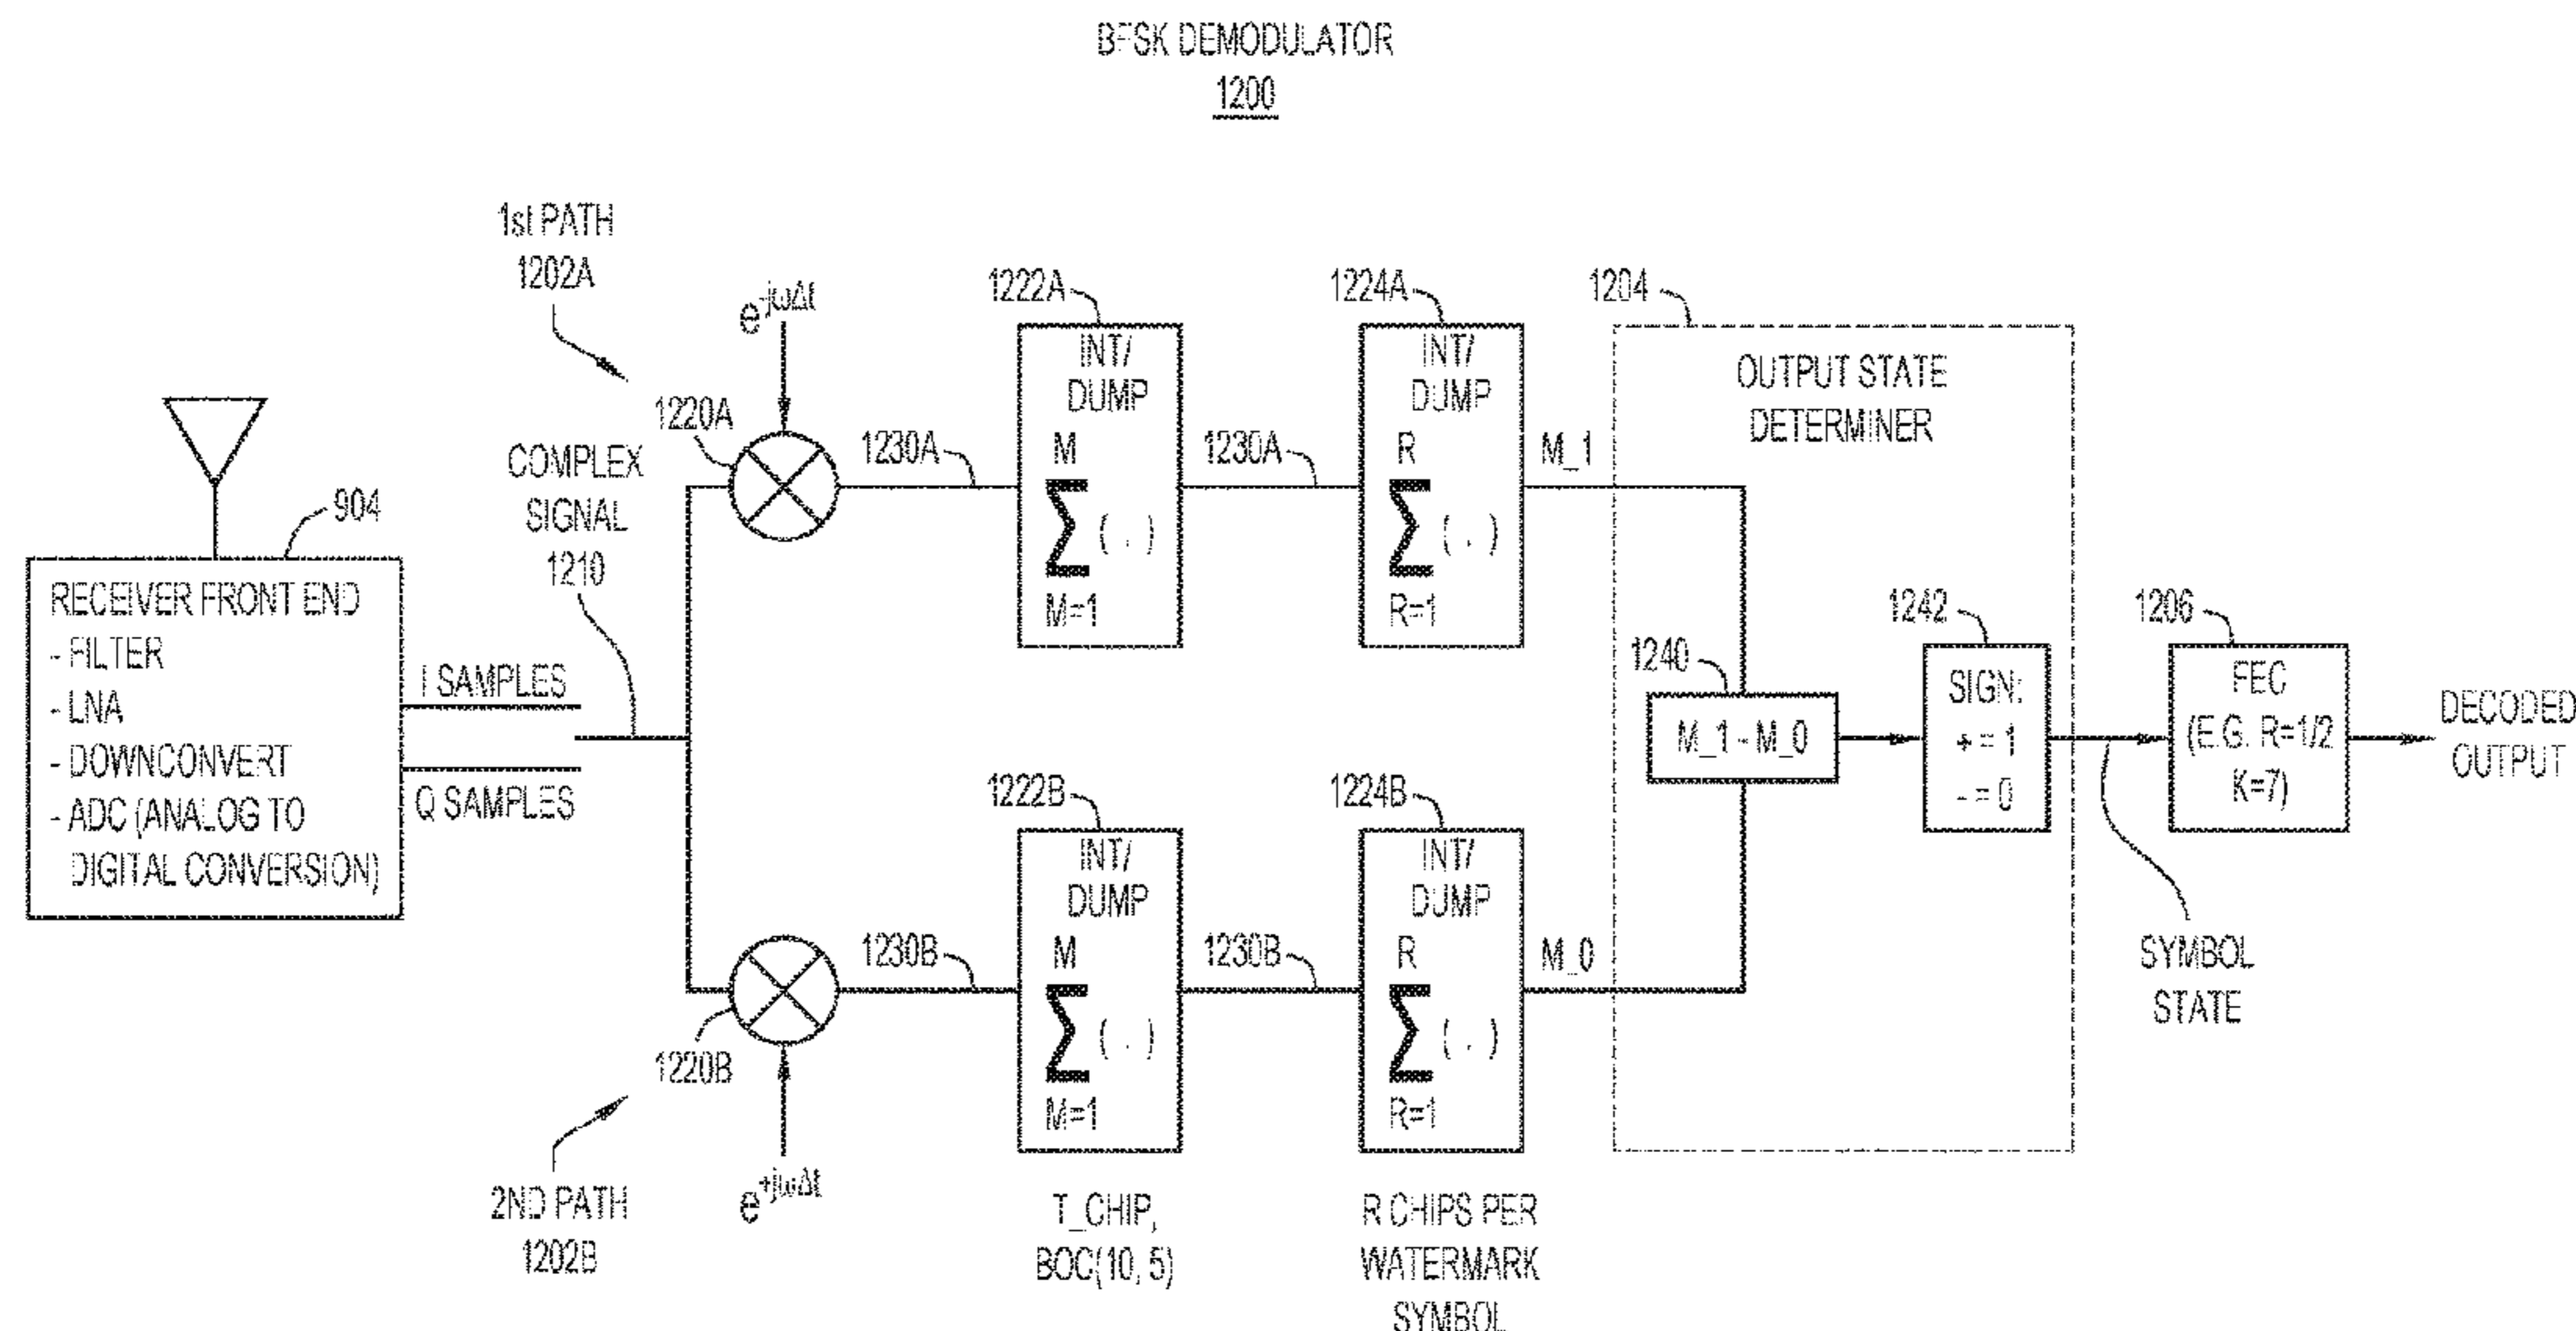 BFSK DEMODULATOR
1200
1st PATH
1202A
e-jωΔt
1222A
1224A
1204
INT/
DUMP
M
∑ ( . )
M=1
INT/
DUMP
R
∑ ( . )
R=1
OUTPUT STATE
DETERMINER
1220A
1230A
1230A
M_1
COMPLEX
SIGNAL
1210
904
RECEIVER FRONT END
- FILTER
- LNA
- DOWNCONVERT
- ADC (ANALOG TO
DIGITAL CONVERSION)
I SAMPLES
Q SAMPLES
1240
M_1 - M_0
1242
SIGN:
+ = 1
- = 0
1206
FEC
(E.G. R=1/2
K=7)
DECODED
OUTPUT
SYMBOL
STATE
1222B
1224B
INT/
DUMP
M
∑ ( . )
M=1
INT/
DUMP
R
∑ ( . )
R=1
1230B
1230B
M_0
1220B
e+jωΔt
2ND PATH
1202B
T_CHIP,
BOC(10, 5)
R CHIPS PER
WATERMARK
SYMBOL